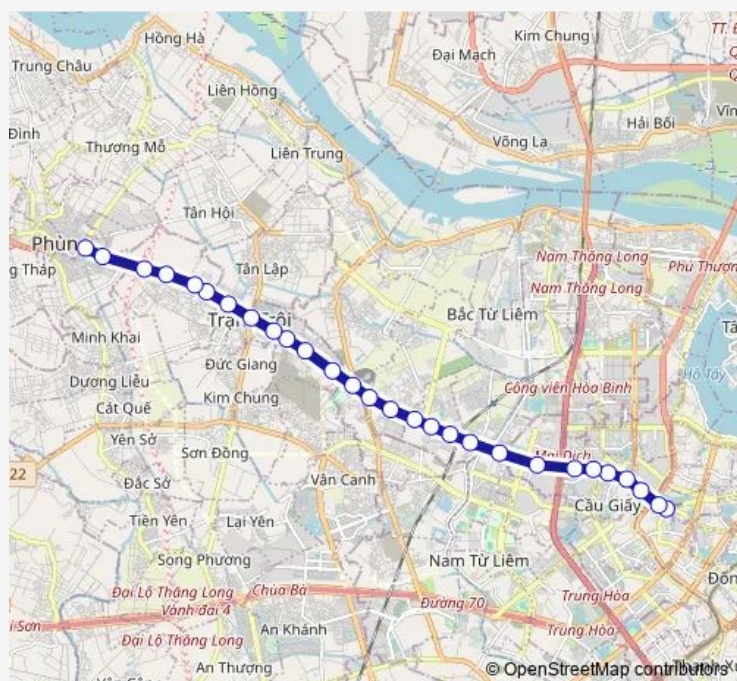 Hồng Hà
Kim Chung
Trung Châu
Đại Mạch
Liên Hồng
Hải Bối
Võng La
Đình
Thượng Mỗ
Liên Trung
Tân Hội
Phùn
Nam Thăng Long
g Tháp
Tân Lập
Phú Thượn
Nam Thăng Long
Bắc Từ Liêm
Minh Khai
Đức Giang
Hồ Tây
Dương Liễu
Công viên Hòa Bình
Cát Quế
Kim Chung
Yên Sở
Sơn Đồng
Mai Dịch
22
Đắc Sở
Vân Canh
Cầu Giấy
Tiền Yên
Lại Yên
Song Phương
Nam Từ Liêm
Đại Lộ Thăng Long
Chùa Bà
Vành đai 4
Đường 70
Trung Hòa
i Sơn
An Khánh
Trung Hòa
Đại Lộ Thăng Long
An Thượng
© OpenStreetMap contributors